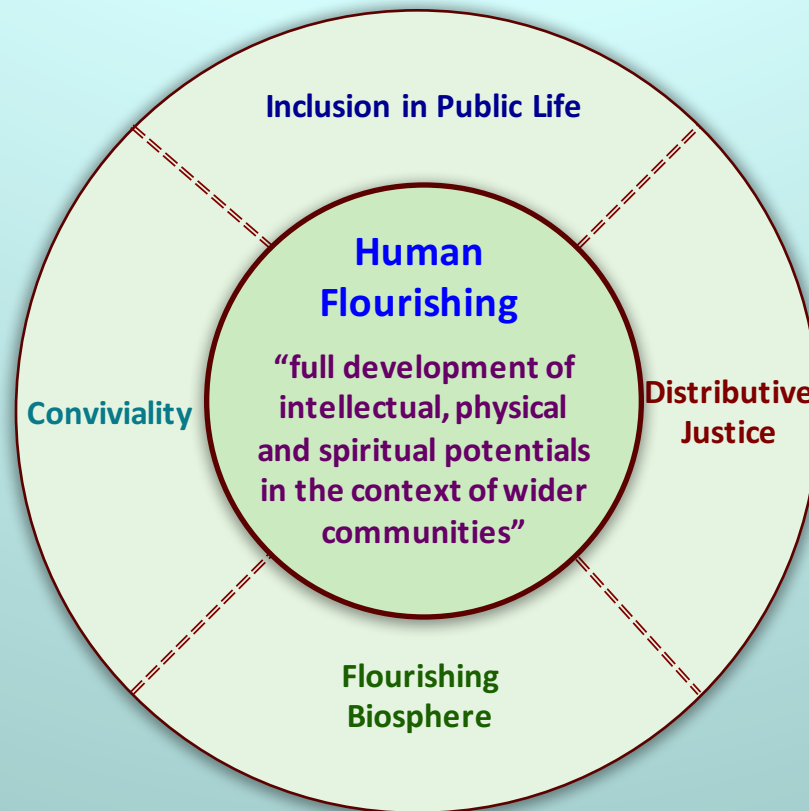 Inclusion in Public Life
Human
Flourishing
“full development of
intellectual, physical
and spiritual potentials
in the context of wider
communities”
Conviviality
Distributive
Justice
Flourishing
Biosphere